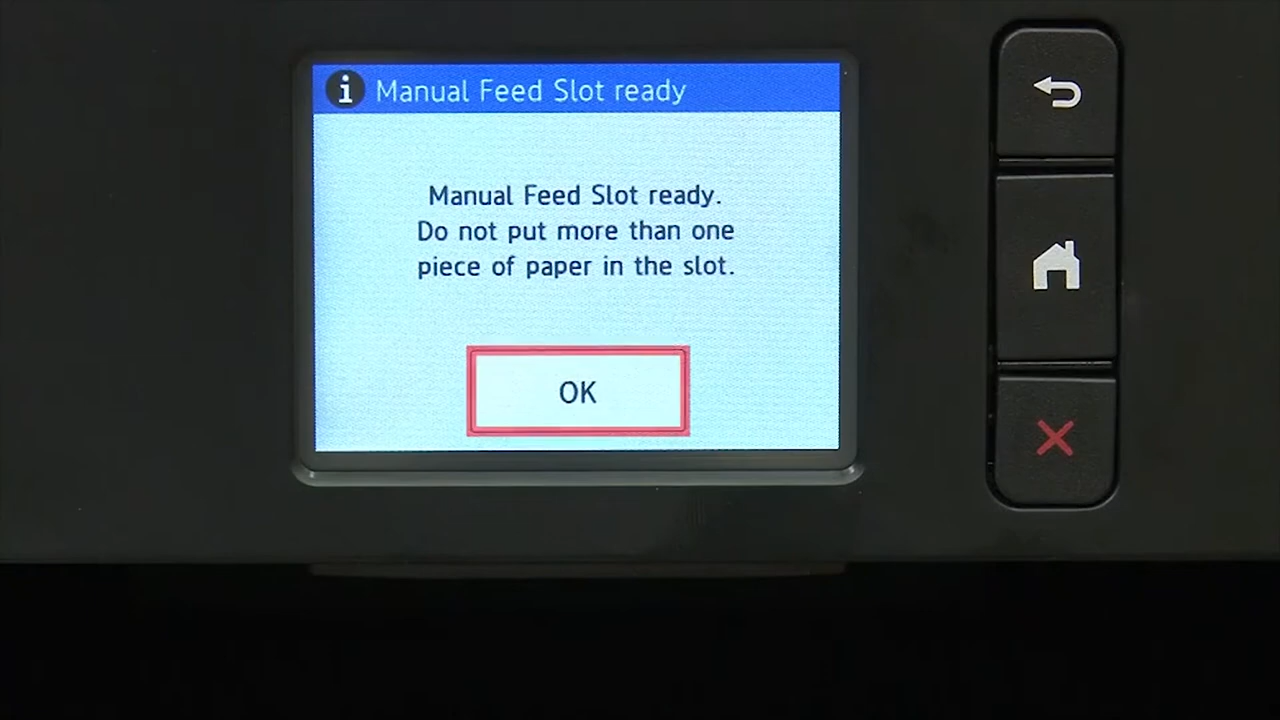 Manual Feed Slot ready
Manual Feed Slot ready.
Do not put more than one
piece of paper in the slot.
OK